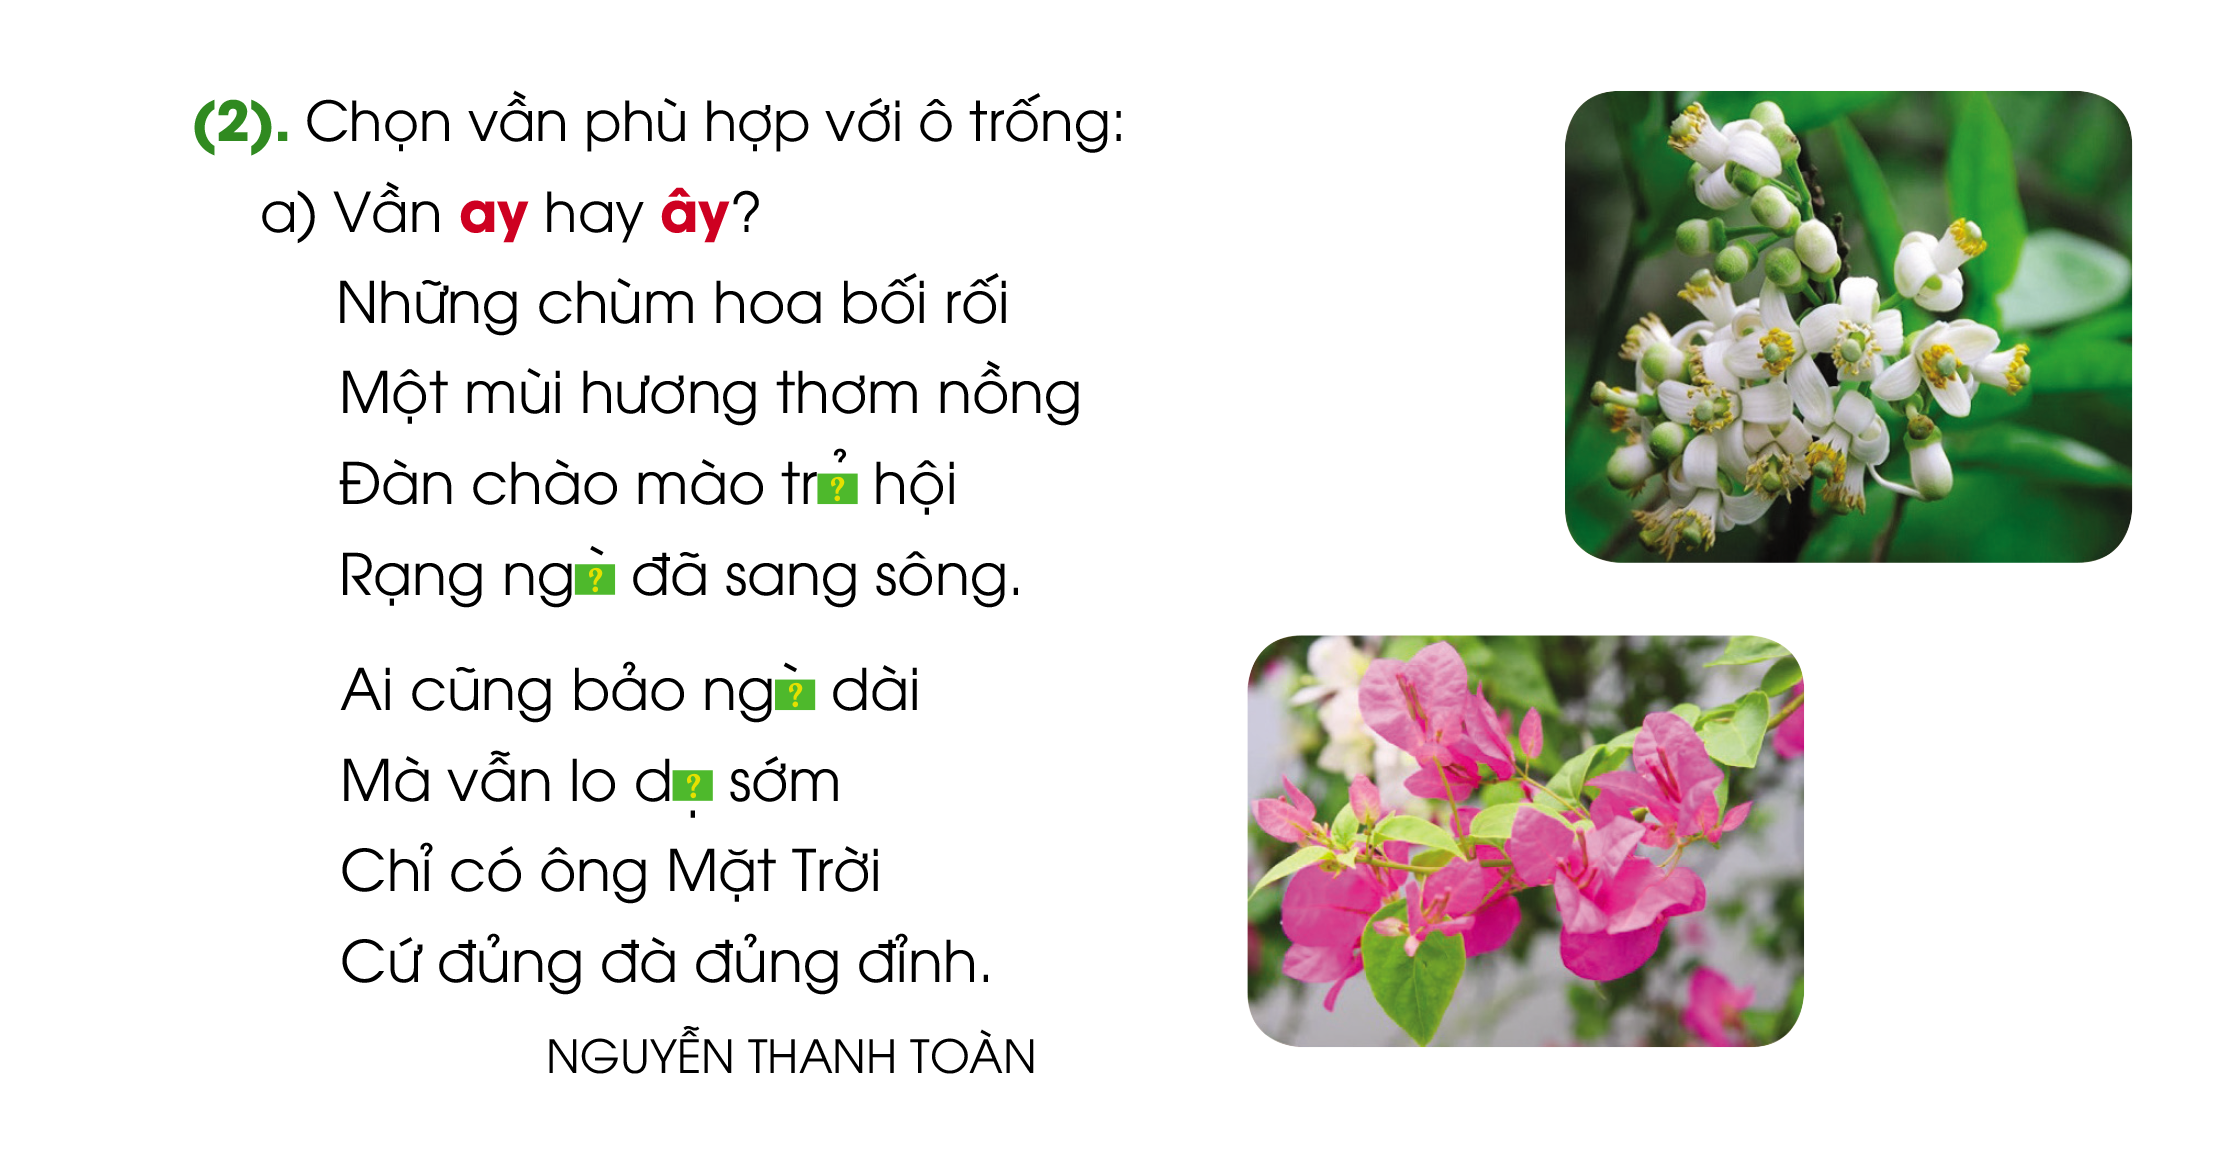 (2). Chọn vần phù hợp với ô trống:
a) Vần ay hay ây?
Những chùm hoa bối rối
Một mùi hương thơm nồng
Đàn chào mào tr?̉ hội
Rạng ng?̀ đã sang sông.
Ai cũng bảo ng?̀ dài
Mà vẫn lo d?̣ sớm
Chỉ có ông Mặt Trời
Cứ đủng đà đủng đỉnh.
NGUYỄN THANH TOÀN